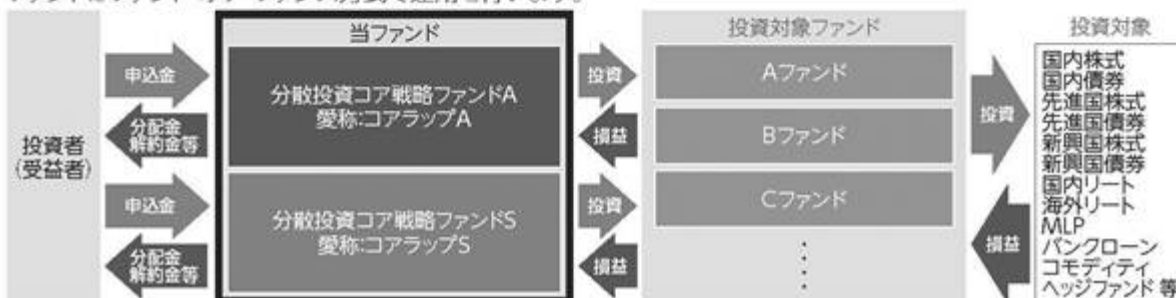 投資者
(受益者)
申込金
分配金
解約金等
申込金
分配金
解約金等
当ファンド
分散投資コア戦略ファンドA
愛称:コアラップA
分散投資コア戦略ファンドS
愛称:コアラップS
投資
損益
投資
損益
投資対象ファンド
Aファンド
Bファンド
Cファンド
投資
損益
投資対象
国内株式
国内債券
先進国株式
先進国債券
新興国株式
新興国債券
国内リート
海外リート
MLP
バンクローン
コモディティ
ヘッジファンド 等